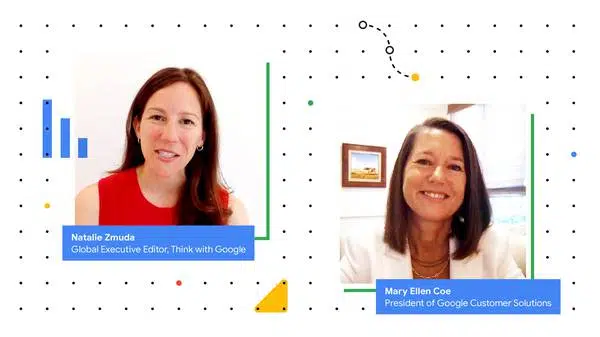 Natalie Zmuda
Global Executive Editor, Think with Google
Mary Ellen Coe
President of Google Customer Solutions